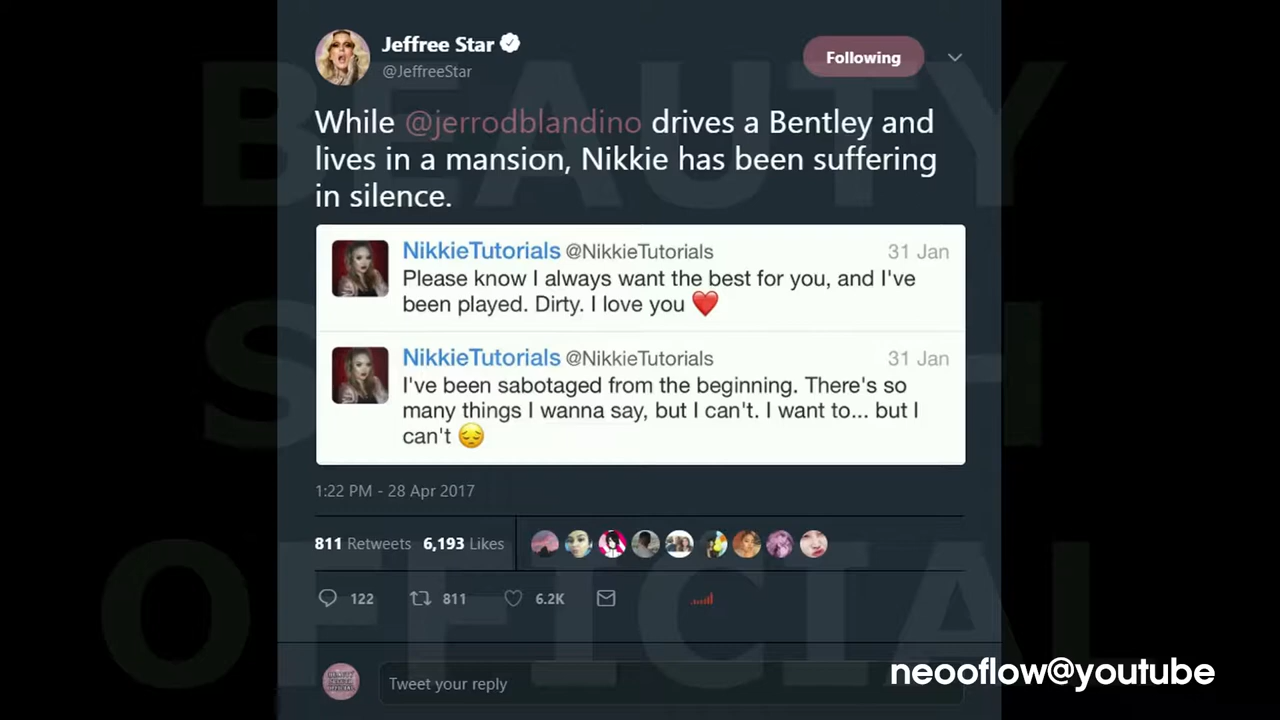 BEAUTY
Jeffree Star
@JeffreeStar
Following
While @jerrodblandino drives a Bentley and
lives in a mansion, Nikkie has been suffering
in silence.
NikkieTutorials @NikkieTutorials 31 Jan
Please know I always want the best for you, and I've
been played. Dirty. I love you ❤️
NikkieTutorials @NikkieTutorials 31 Jan
I've been sabotaged from the beginning. There's so
many things I wanna say, but I can't. I want to... but I
can't 😔
1:22 PM - 28 Apr 2017
811 Retweets 6,193 Likes
122 811 6.2K
OFFICIAL
Tweet your reply
neooflow@youtube